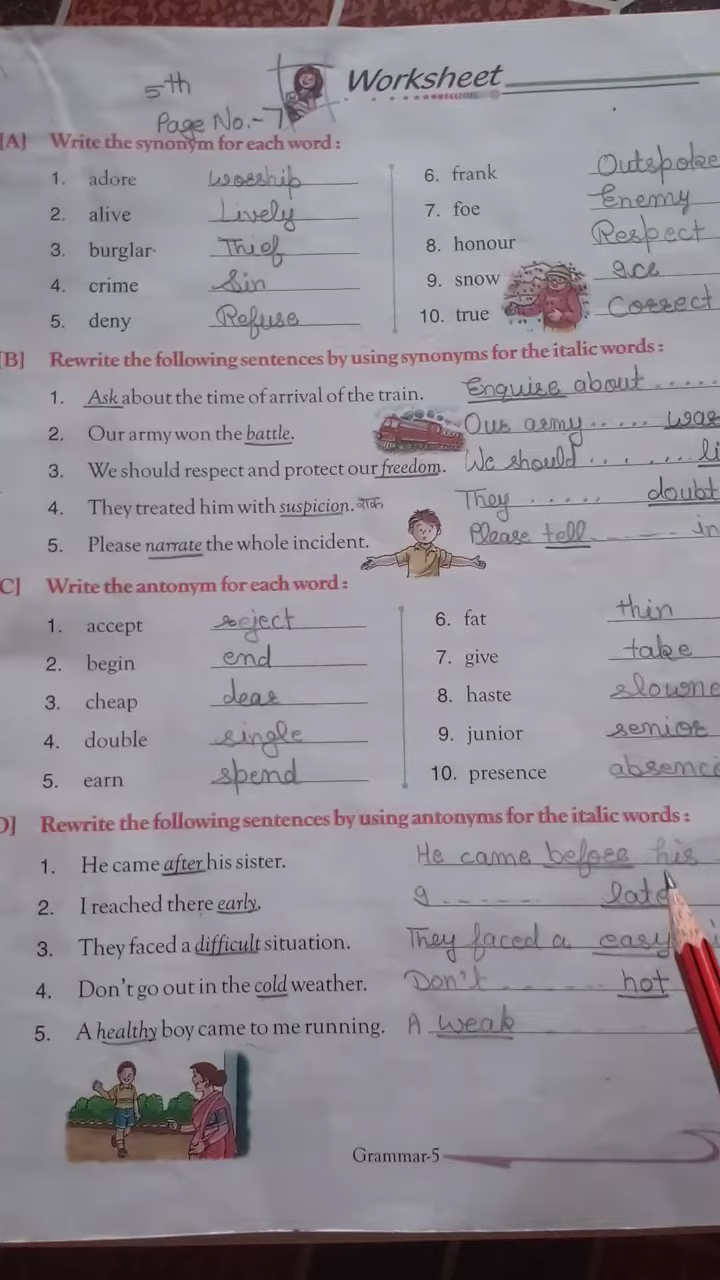 5th
Page No.-7
Worksheet
[A] Write the synonym for each word :
1. adore Worship
2. alive Lively
3. burglar Thief
4. crime Sin
5. deny Refuse
6. frank Outspoke
7. foe Enemy
8. honour Respect
9. snow Ice
10. true Correct
[B] Rewrite the following sentences by using synonyms for the italic words :
1. Ask about the time of arrival of the train. Enquire about .....
2. Our army won the battle. Our army ..... war
3. We should respect and protect our freedom. We should ...... li
4. They treated him with suspicion. शक They ..... doubt
5. Please narrate the whole incident. Please tell ...... in
C] Write the antonym for each word :
1. accept reject
2. begin end
3. cheap dear
4. double single
5. earn spend
6. fat thin
7. give take
8. haste slowne
9. junior senior
10. presence absenc
D] Rewrite the following sentences by using antonyms for the italic words :
1. He came after his sister. He came before his
2. I reached there early. I ...... late
3. They faced a difficult situation. They faced a easy
4. Don't go out in the cold weather. Don't ...... hot
5. A healthy boy came to me running. A weak
Grammar-5